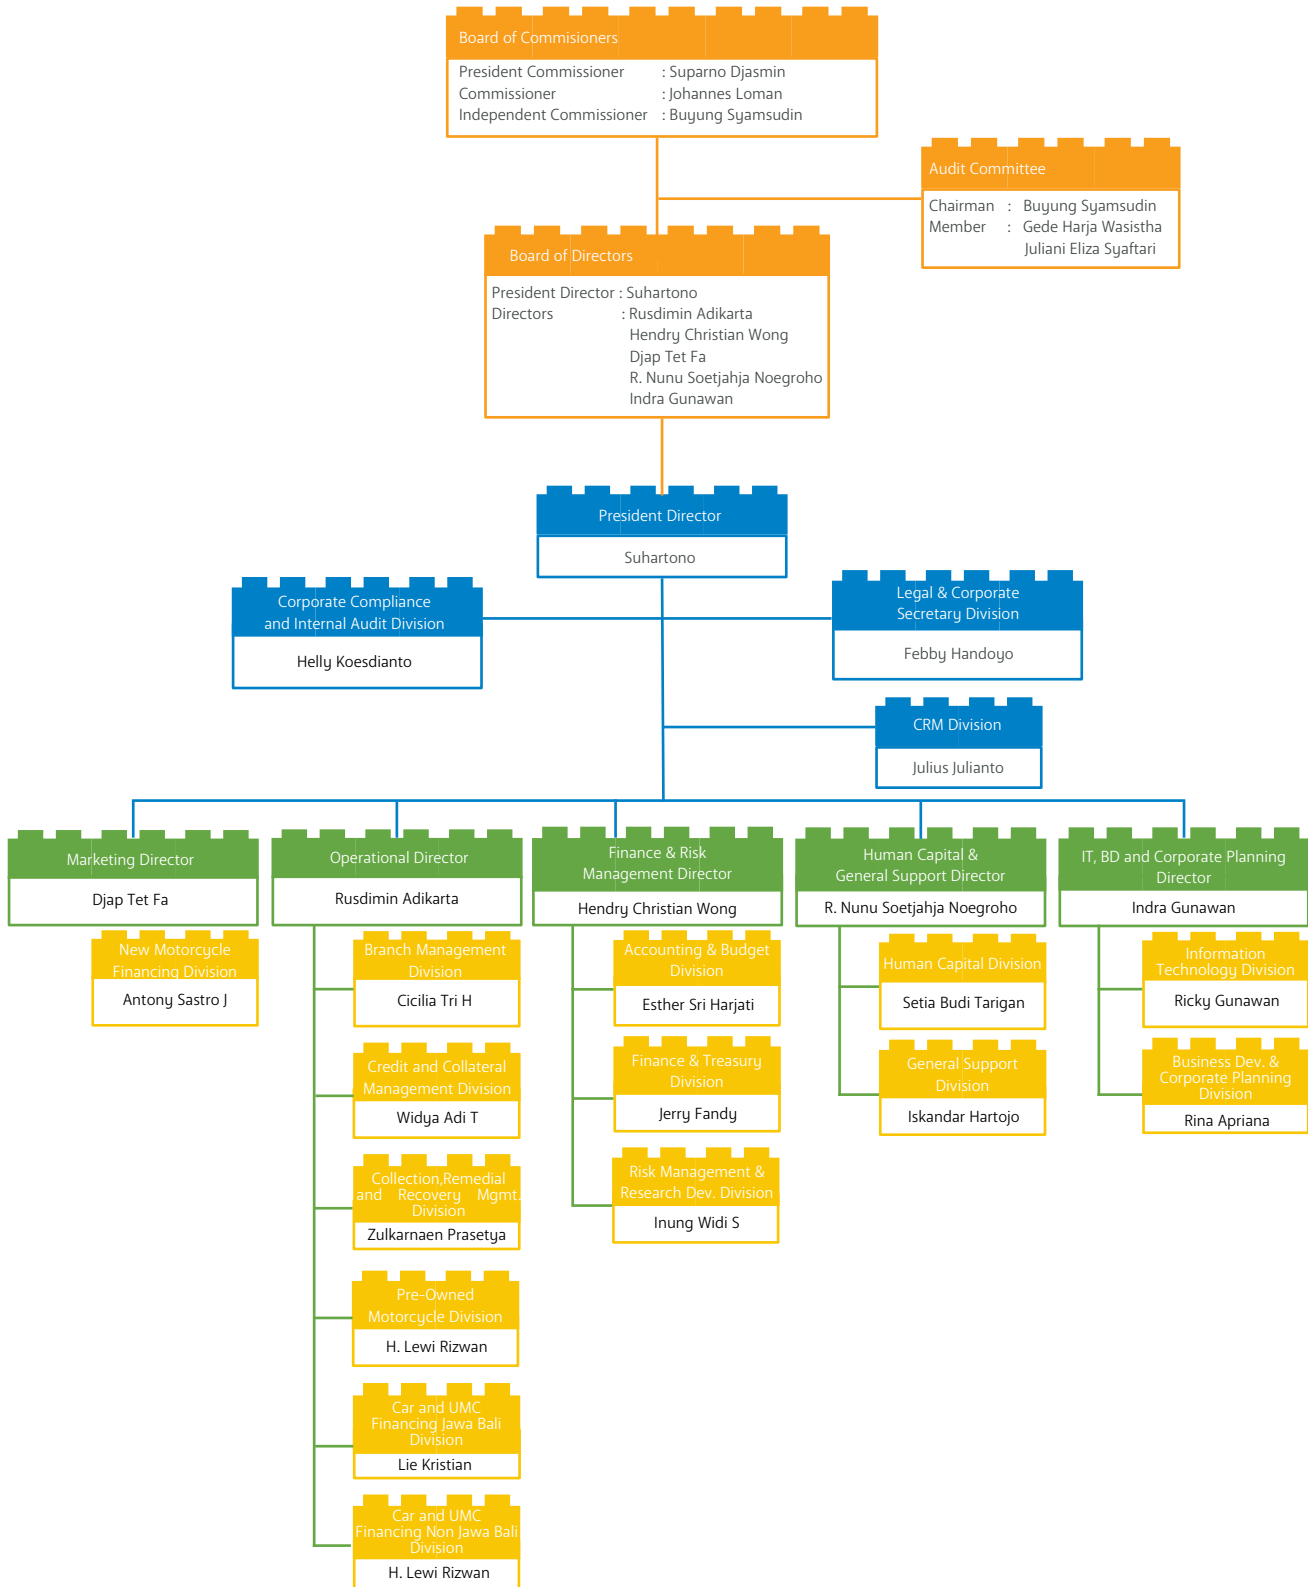 Board of Commisioners
President Commissioner : Suparno Djasmin
Commissioner : Johannes Loman
Independent Commissioner : Buyung Syamsudin
Audit Committee
Chairman : Buyung Syamsudin
Member : Gede Harja Wasistha
Juliani Eliza Syaftari
Board of Directors
President Director : Suhartono
Directors : Rusdimin Adikarta
Hendry Christian Wong
Djap Tet Fa
R. Nunu Soetjahja Noegroho
Indra Gunawan
President Director
Suhartono
Corporate Compliance
and Internal Audit Division
Helly Koesdianto
Legal & Corporate
Secretary Division
Febby Handoyo
CRM Division
Julius Julianto
Marketing Director
Djap Tet Fa
New Motorcycle
Financing Division
Antony Sastro J
Operational Director
Rusdimin Adikarta
Branch Management
Division
Cicilia Tri H
Credit and Collateral
Management Division
Widya Adi T
Collection,Remedial
and Recovery Mgmt.
Division
Zulkarnaen Prasetya
Pre-Owned
Motorcycle Division
H. Lewi Rizwan
Car and UMC
Financing Jawa Bali
Division
Lie Kristian
Car and UMC
Financing Non Jawa Bali
Division
H. Lewi Rizwan
Finance & Risk
Management Director
Hendry Christian Wong
Accounting & Budget
Division
Esther Sri Harjati
Finance & Treasury
Division
Jerry Fandy
Risk Management &
Research Dev. Division
Inung Widi S
Human Capital &
General Support Director
R. Nunu Soetjahja Noegroho
Human Capital Division
Setia Budi Tarigan
General Support
Division
Iskandar Hartojo
IT, BD and Corporate Planning
Director
Indra Gunawan
Information
Technology Division
Ricky Gunawan
Business Dev. &
Corporate Planning
Division
Rina Apriana